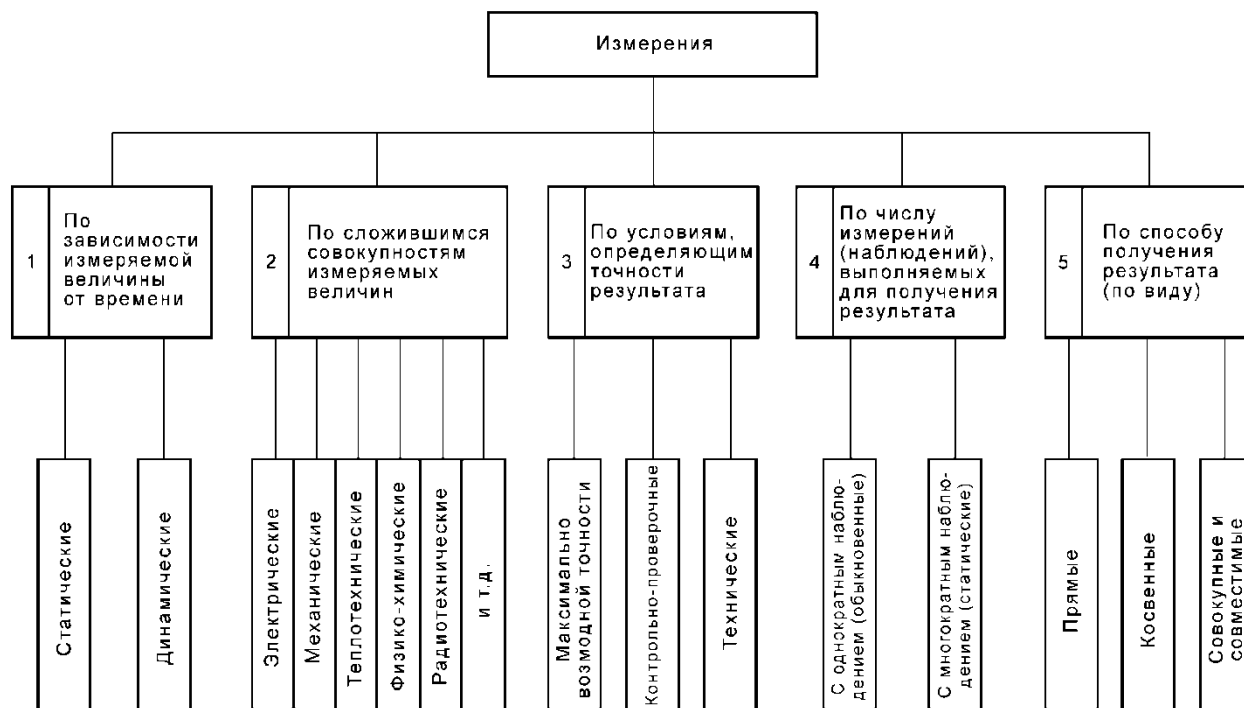 Измерения
1
По
зависимости
измеряемой
величины
от времени
2
По сложившимся
совокупностям
измеряемых
величин
3
По условиям,
определяющим
точности
результата
4
По числу
измерений
(наблюдений),
выполняемых
для получения
результата
5
По способу
получения
результата
(по виду)
Статические
Динамические
Электрические
Механические
Теплотехнические
Физико-химические
Радиотехнические
и т.д.
Максимально
возмодной точности
Контрольно-проверочные
Технические
С однократным наблю-
дением (обыкновенные)
С многократным наблю-
дением (статические)
Прямые
Косвенные
Совокупные и
совместимые